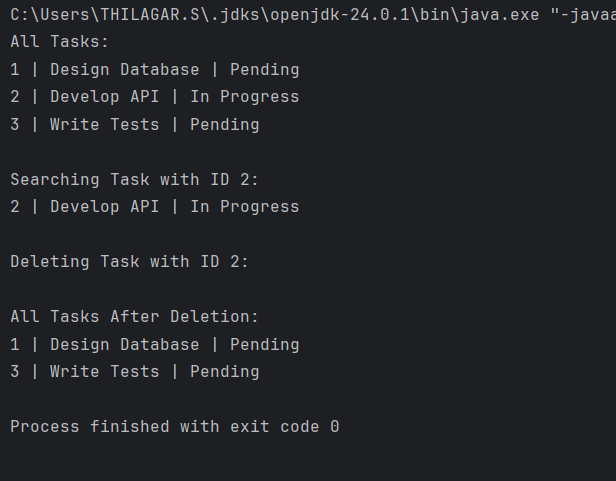 C:\Users\THILAGAR.S\.jdks\openjdk-24.0.1\bin\java.exe "-javaa
All Tasks:
1 | Design Database | Pending
2 | Develop API | In Progress
3 | Write Tests | Pending
Searching Task with ID 2:
2 | Develop API | In Progress
Deleting Task with ID 2:
All Tasks After Deletion:
1 | Design Database | Pending
3 | Write Tests | Pending
Process finished with exit code 0